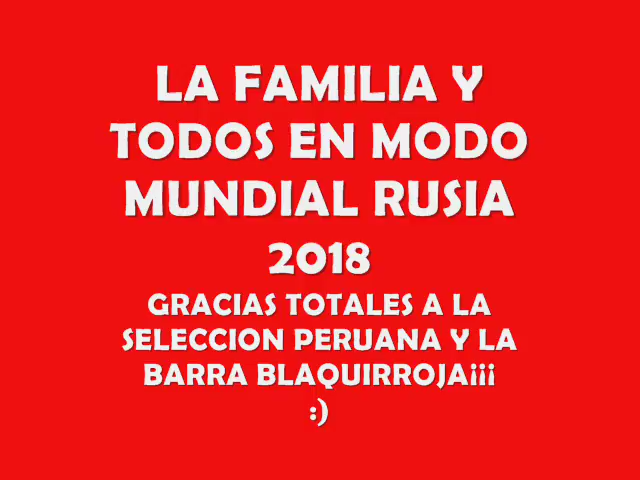 LA FAMILIA Y
TODOS EN MODO
MUNDIAL RUSIA
2018
GRACIAS TOTALES A LA
SELECCION PERUANA Y LA
BARRA BLAQUIRROJA¡¡¡
:)